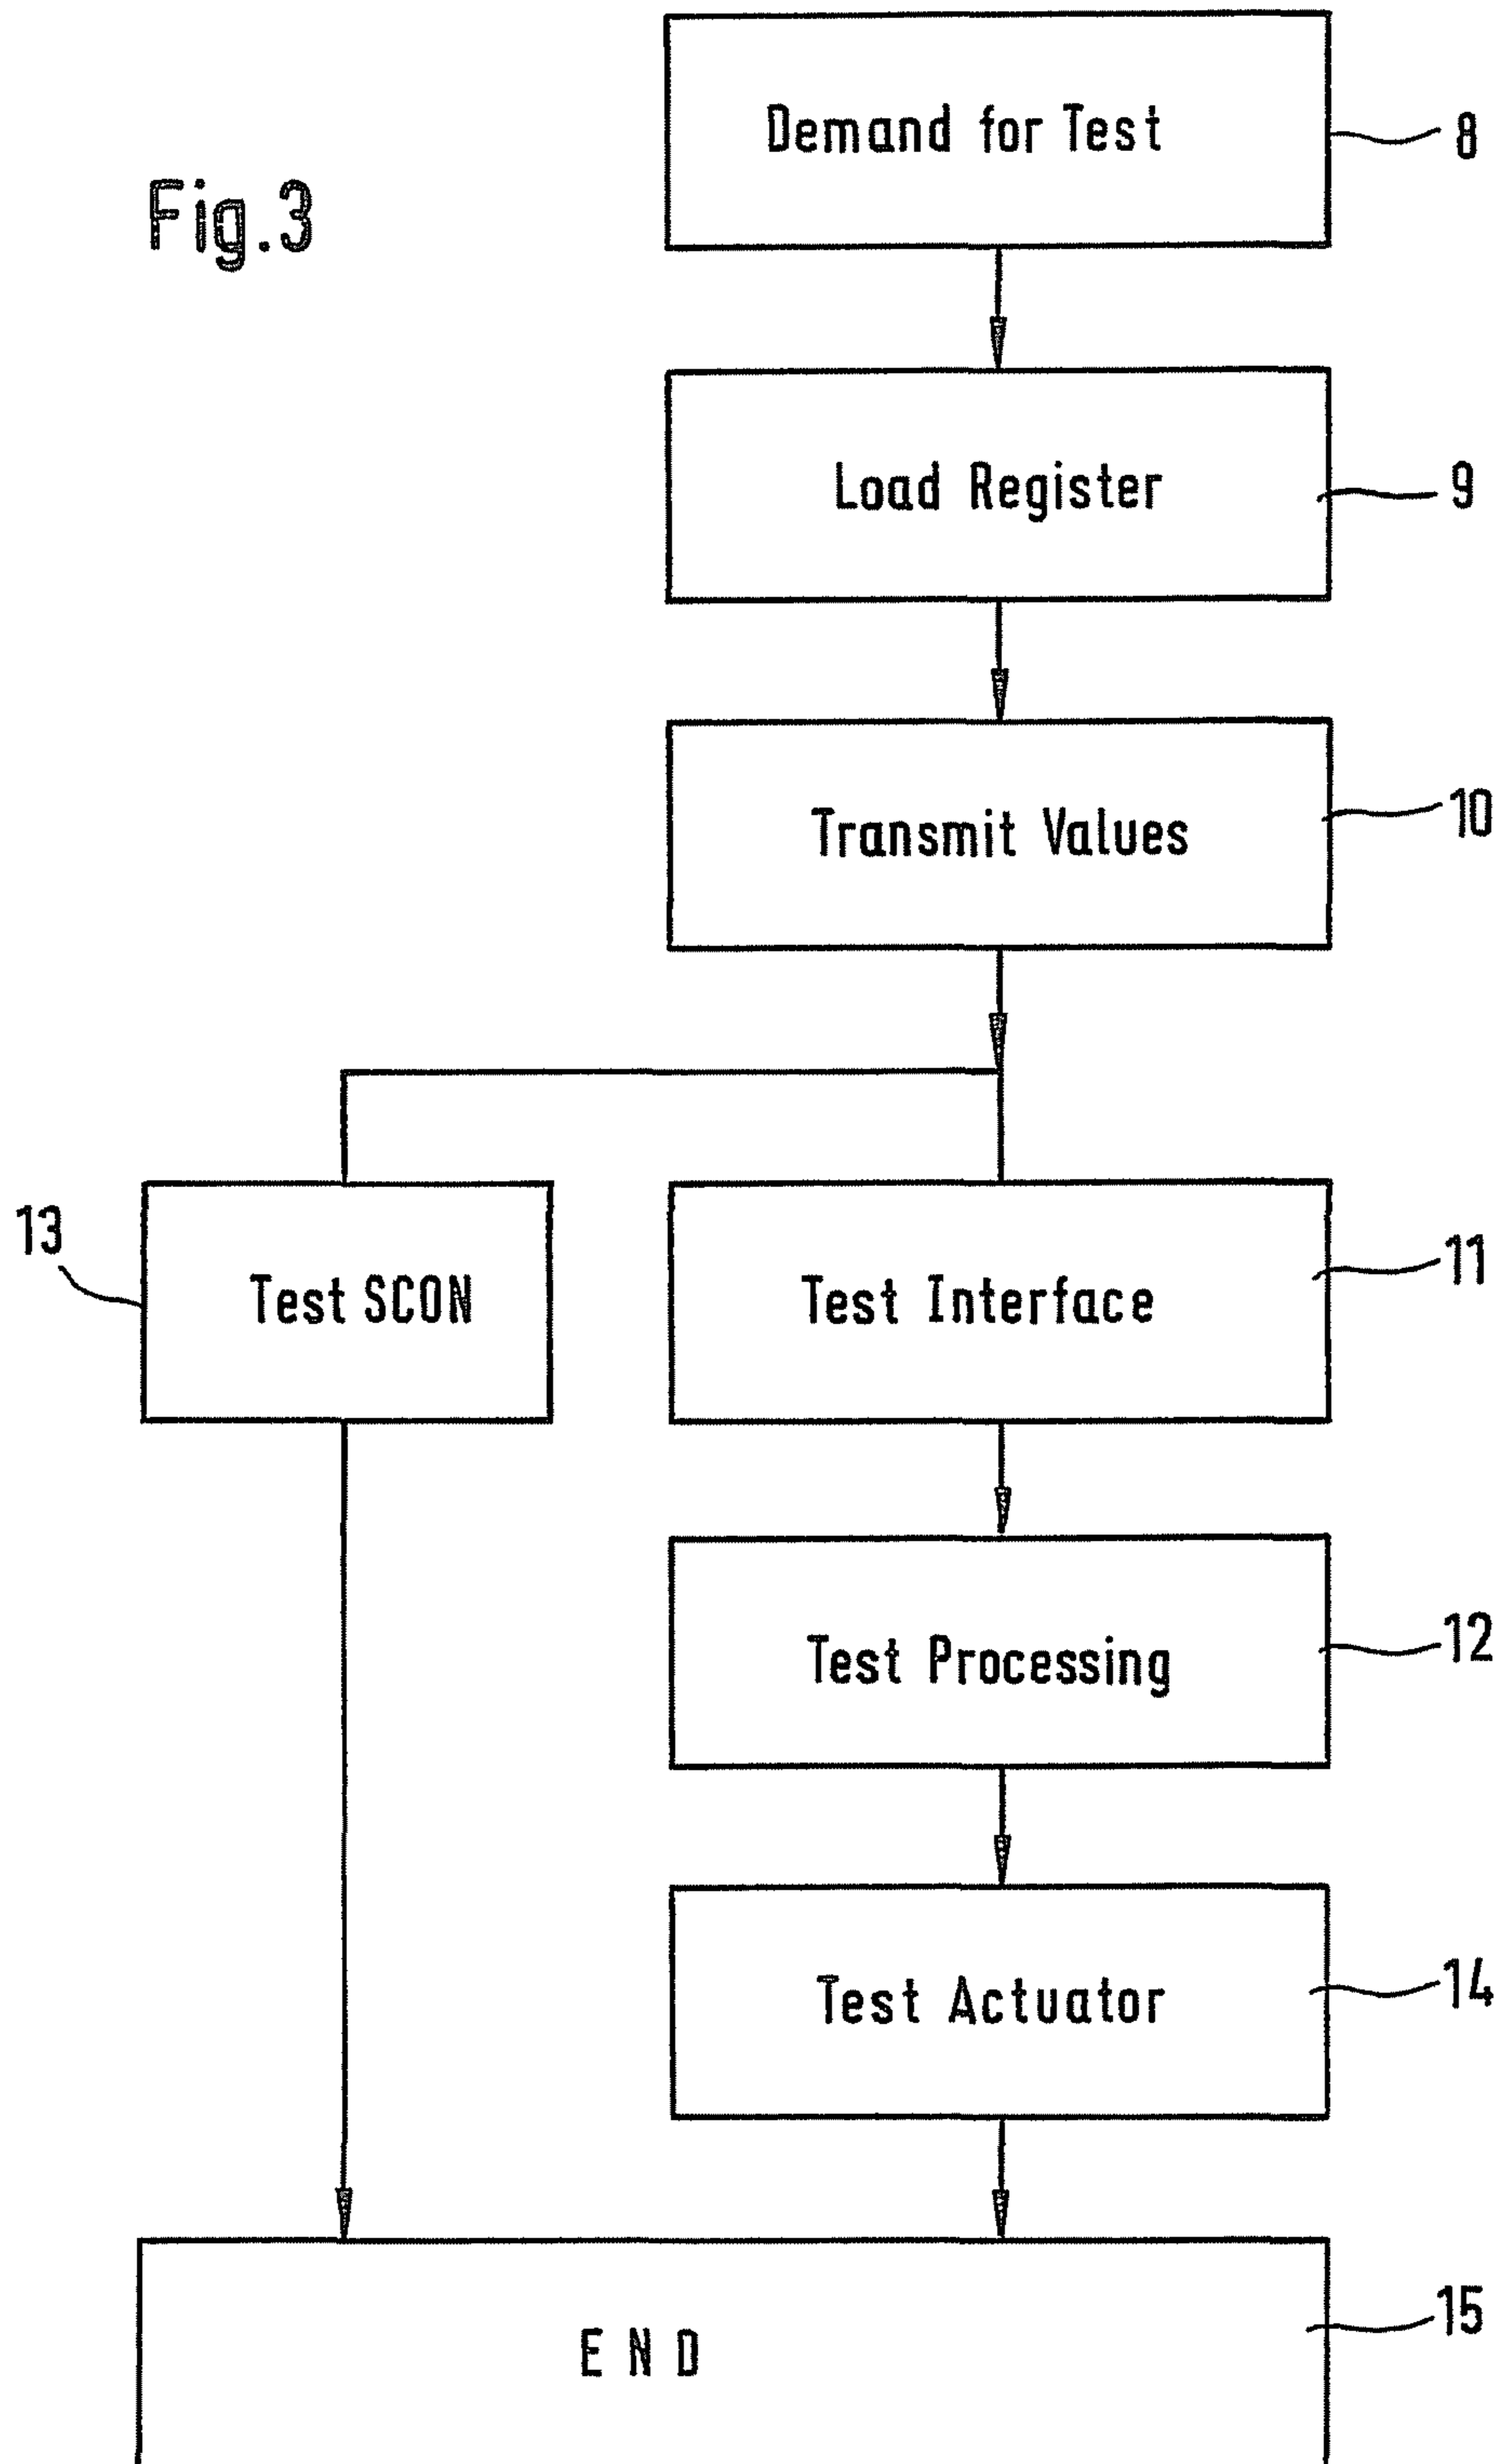 Fig.3
Demand for Test
8
Load Register
9
Transmit Values
10
13
Test SCON
Test Interface
11
Test Processing
12
Test Actuator
14
END
15